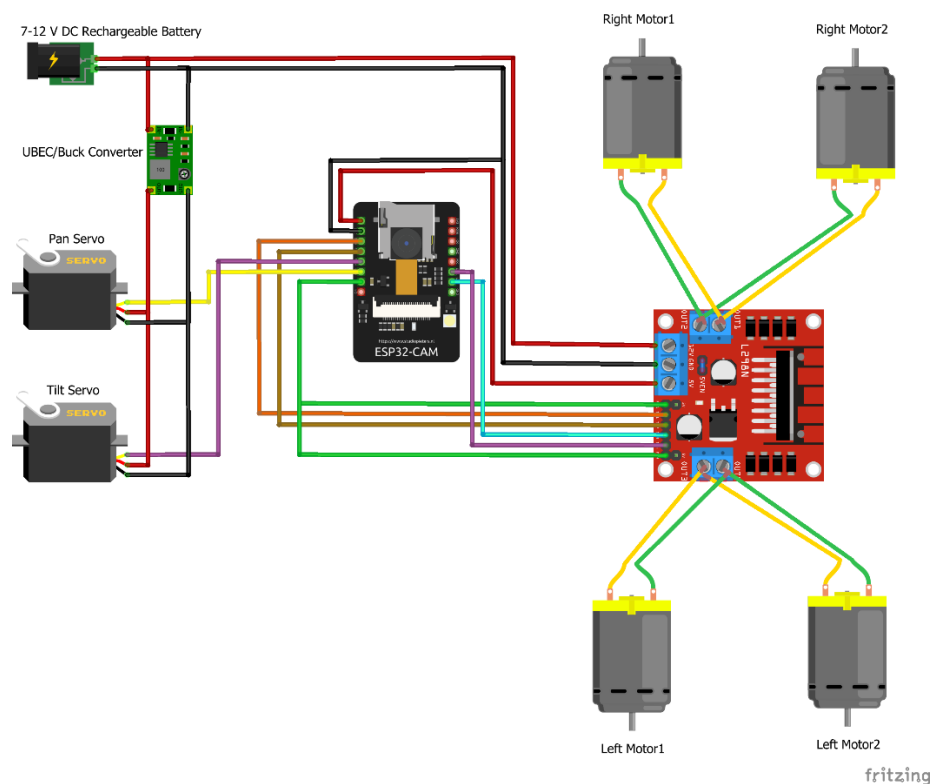 Right Motor1
Right Motor2
7-12 V DC Rechargeable Battery
UBEC/Buck Converter
Pan Servo
SERVO
ESP32-CAM
OUT2
OUT1
12V
GND
5V
5VEN
L298N
Tilt Servo
SERVO
OUT3
Left Motor1
Left Motor2
fritzing